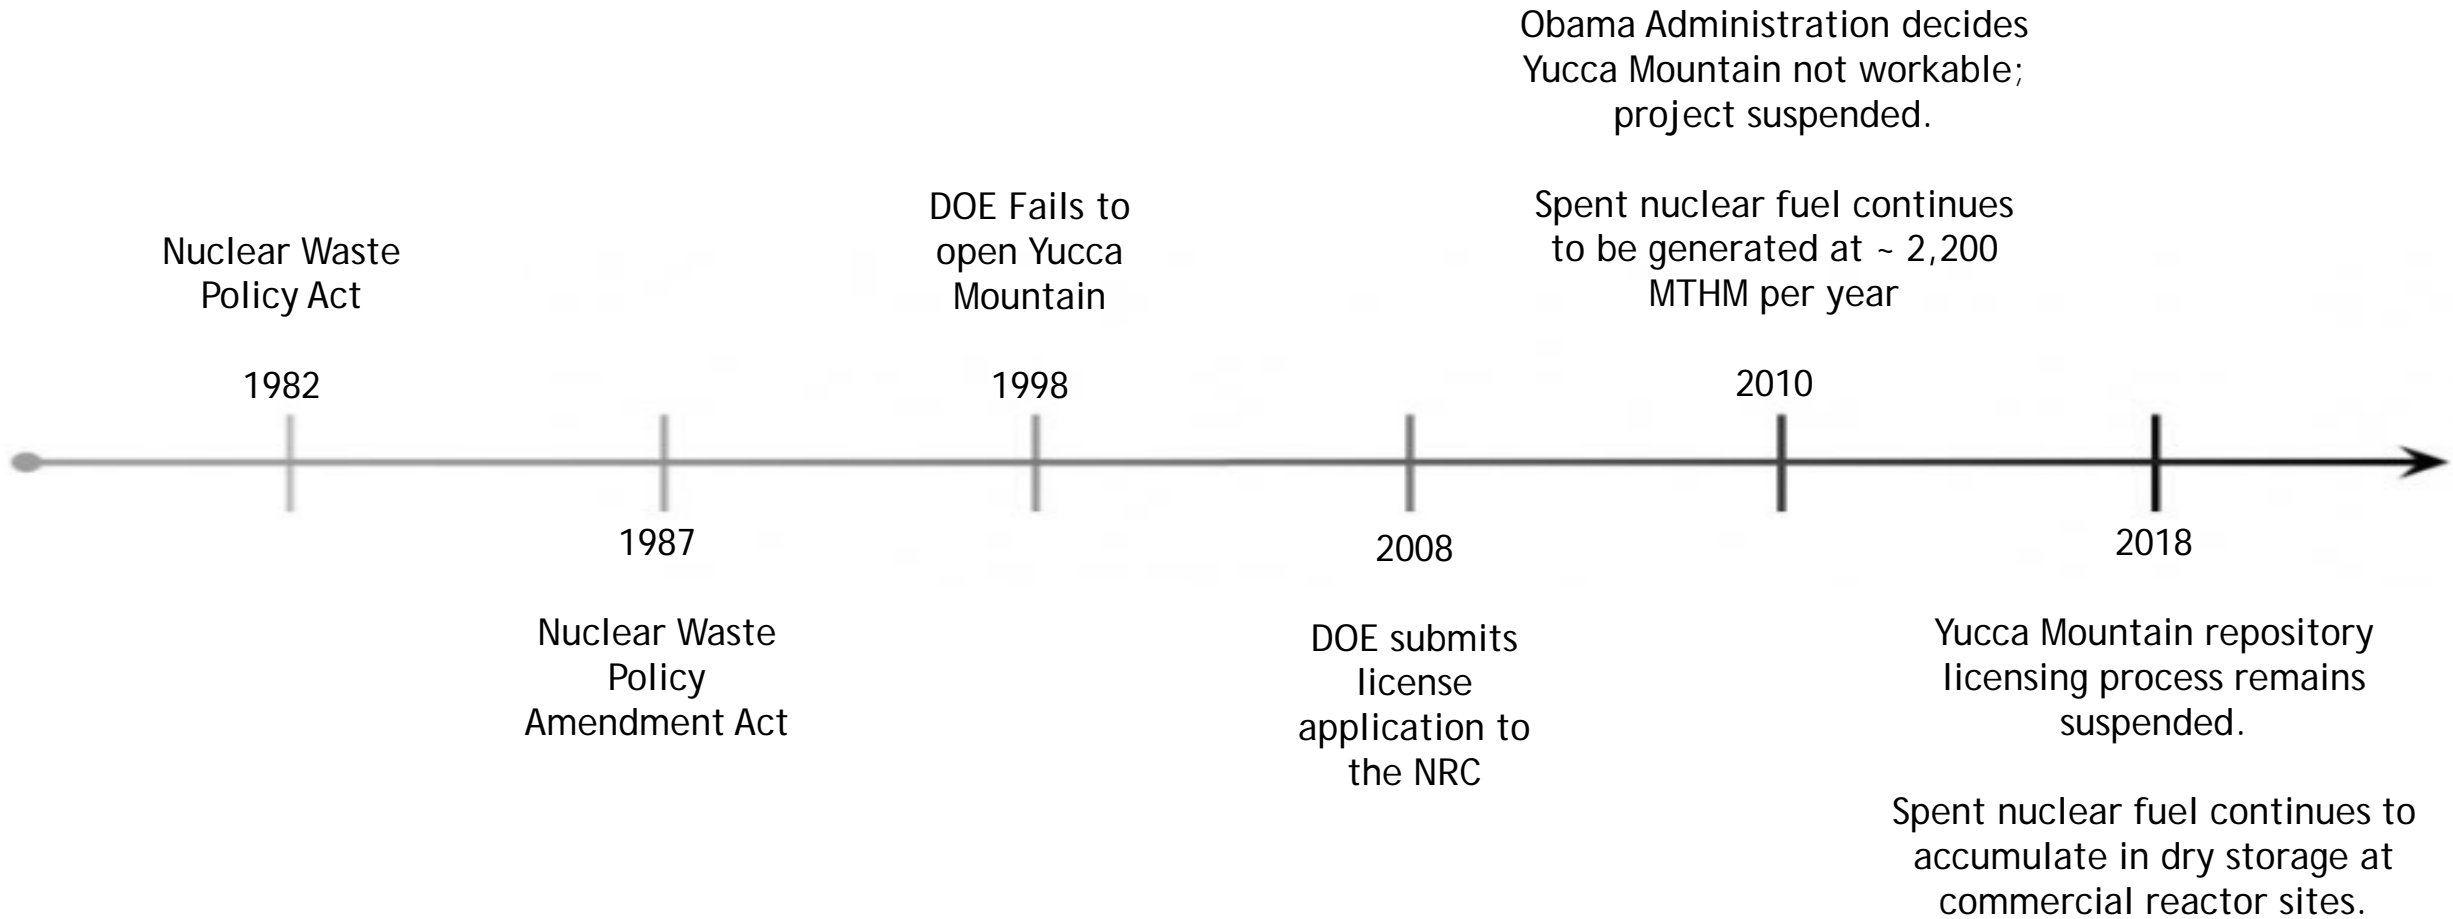 Nuclear Waste
Policy Act
1982
1987
Nuclear Waste
Policy
Amendment Act
DOE Fails to
open Yucca
Mountain
1998
2008
DOE submits
license
application to
the NRC
Obama Administration decides
Yucca Mountain not workable;
project suspended.
Spent nuclear fuel continues
to be generated at ~ 2,200
MTHM per year
2010
2018
Yucca Mountain repository
licensing process remains
suspended.
Spent nuclear fuel continues to
accumulate in dry storage at
commercial reactor sites.